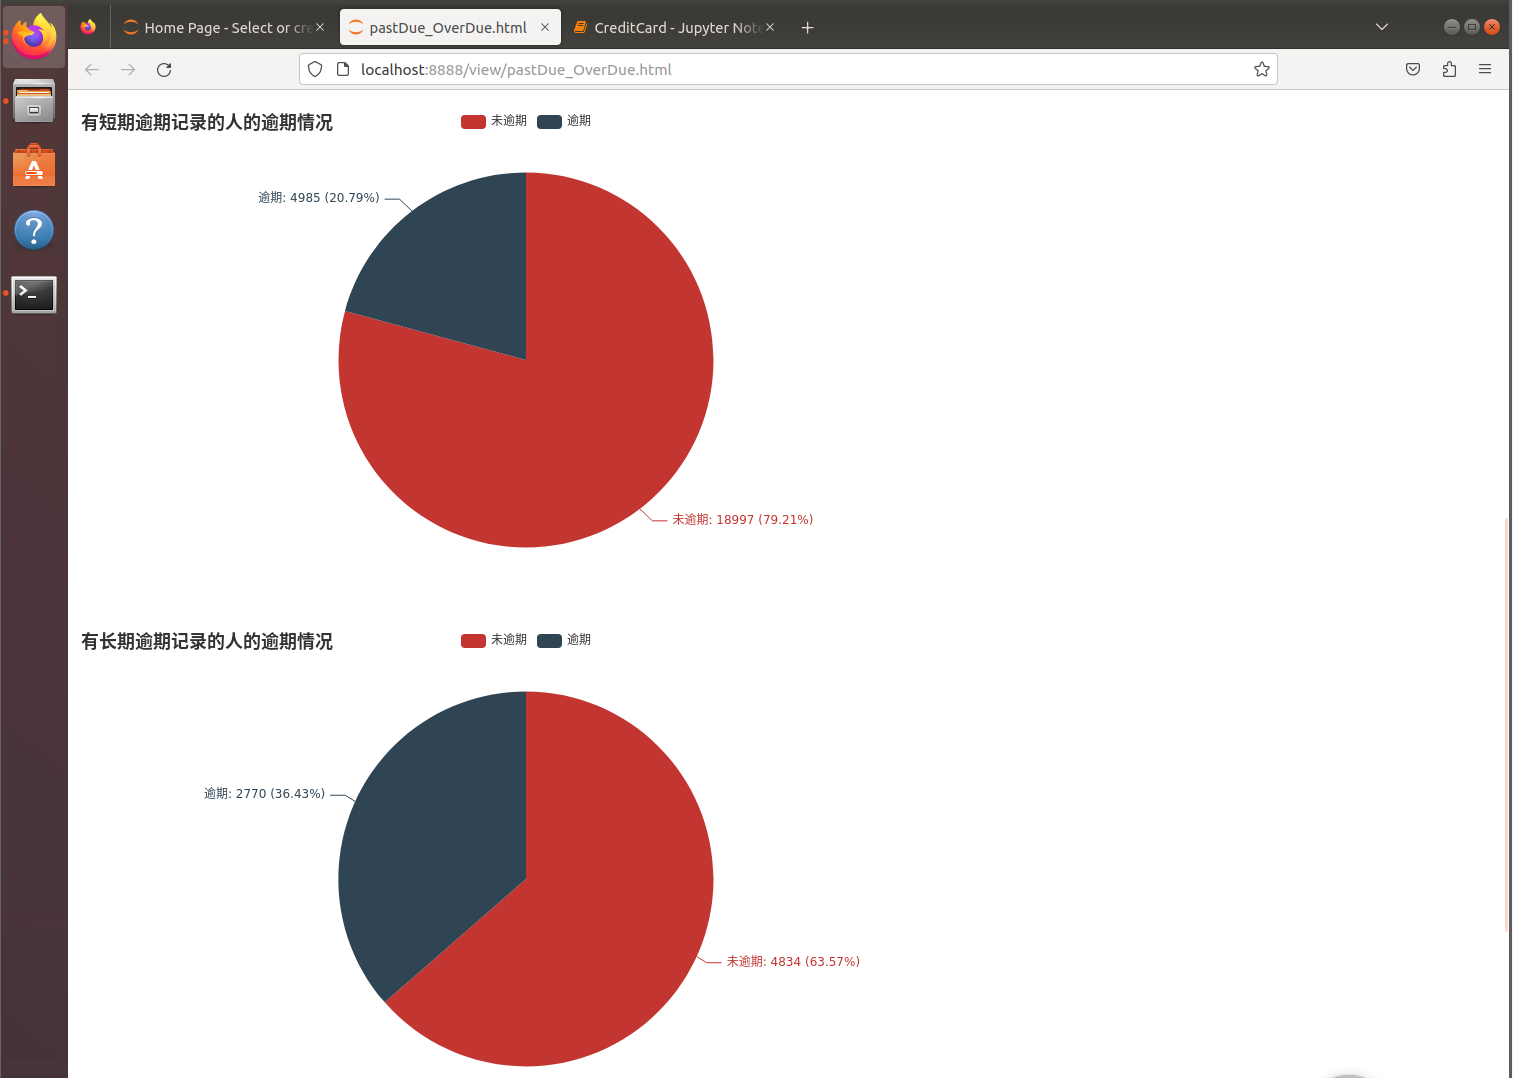 Home Page - Select or cre
pastDue_OverDue.html
CreditCard - Jupyter Note
localhost:8888/view/pastDue_OverDue.html
有短期逾期记录的人的逾期情况
未逾期 逾期
逾期: 4985 (20.79%)
未逾期: 18997 (79.21%)
有长期逾期记录的人的逾期情况
未逾期 逾期
逾期: 2770 (36.43%)
未逾期: 4834 (63.57%)